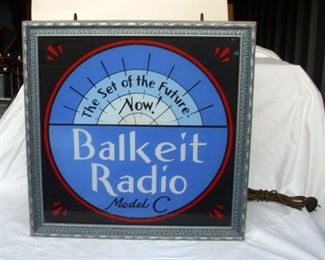 The Set of the Future-
Now!
Balkeit
Radio
Model C